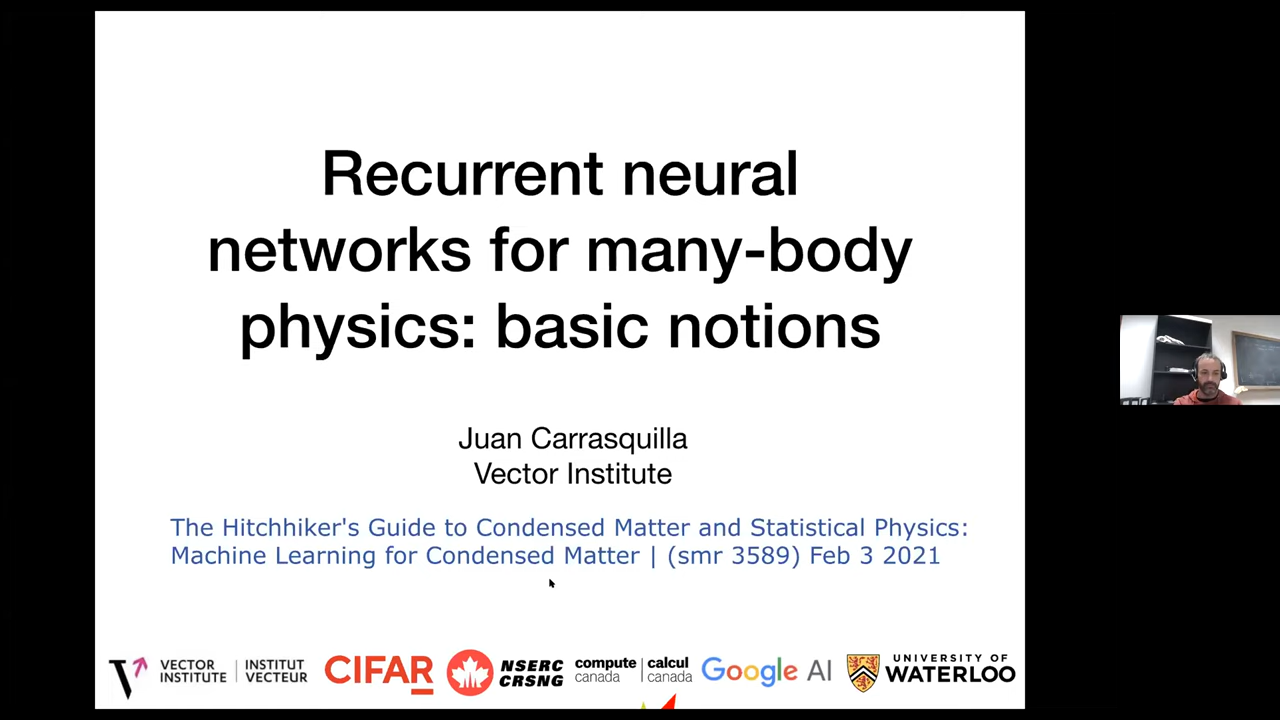 Recurrent neural
networks for many-body
physics: basic notions
Juan Carrasquilla
Vector Institute
The Hitchhiker's Guide to Condensed Matter and Statistical Physics:
Machine Learning for Condensed Matter | (smr 3589) Feb 3 2021
VECTOR INSTITUTE | INSTITUT VECTEUR
CIFAR
NSERC
CRSNG
compute canada | calcul canada
Google AI
UNIVERSITY OF
WATERLOO